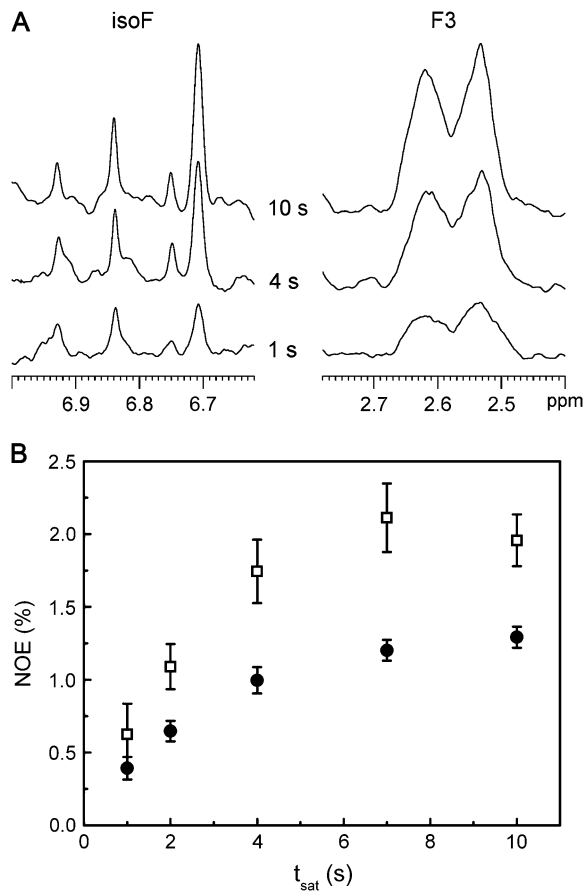 A
isoF
F3
10 s
4 s
1 s
6.9 6.8 6.7
2.7 2.6 2.5 ppm
B
NOE (%)
2.5
2.0
1.5
1.0
0.5
0.0
0 2 4 6 8 10
tsat (s)